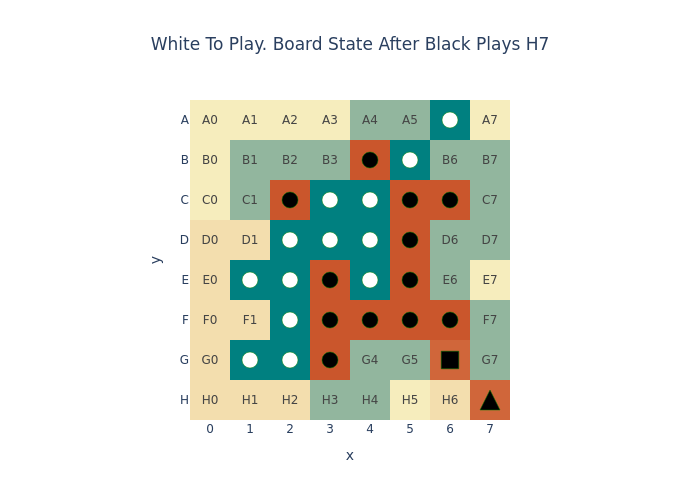 White To Play. Board State After Black Plays H7
A A0 A1 A2 A3 A4 A5 A7
B B0 B1 B2 B3 B6 B7
C C0 C1 C7
D D0 D1 D6 D7
y
E E0 E6 E7
F F0 F1 F7
G G0 G4 G5 G7
H H0 H1 H2 H3 H4 H5 H6
0 1 2 3 4 5 6 7
x